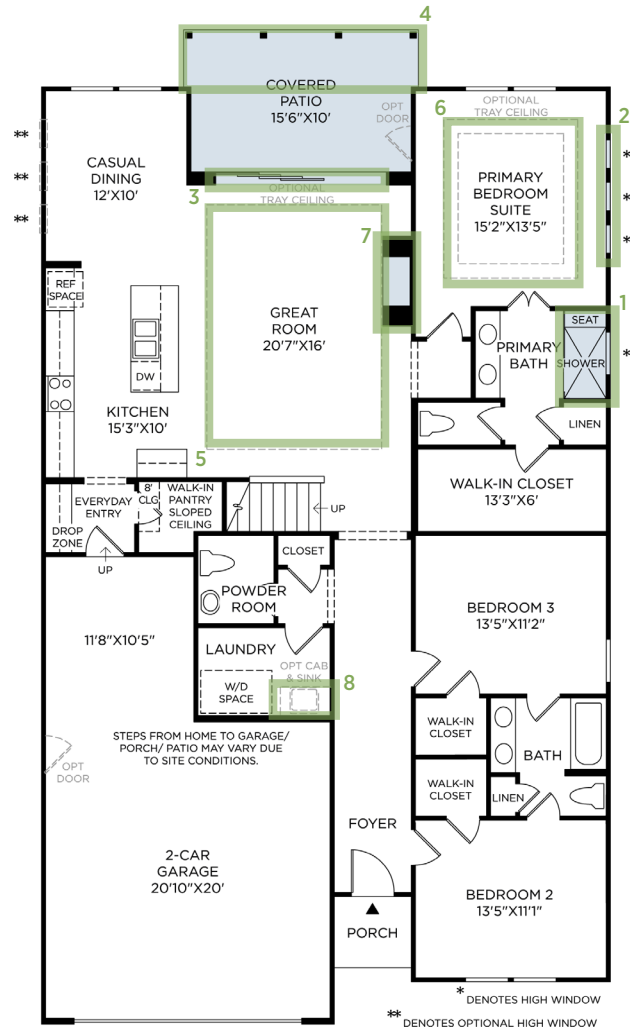 4
COVERED
PATIO
15'6"X10'
OPT
DOOR
OPTIONAL
TRAY CEILING
6
2
**
**
**
CASUAL
DINING
12'X10'
3
OPTIONAL
TRAY CEILING
PRIMARY
BEDROOM
SUITE
15'2"X13'5"
*
*
*
7
REF
SPACE
GREAT
ROOM
20'7"X16'
1
SEAT
PRIMARY
BATH
SHOWER
*
DW
KITCHEN
15'3"X10'
LINEN
5
WALK-IN CLOSET
13'3"X6'
EVERYDAY
ENTRY
8'
CLG
WALK-IN
PANTRY
SLOPED
CEILING
UP
DROP
ZONE
UP
CLOSET
POWDER
ROOM
BEDROOM 3
13'5"X11'2"
11'8"X10'5"
LAUNDRY
OPT CAB
& SINK
W/D
SPACE
8
WALK-IN
CLOSET
STEPS FROM HOME TO GARAGE/
PORCH/ PATIO MAY VARY DUE
TO SITE CONDITIONS.
OPT
DOOR
BATH
WALK-IN
CLOSET
LINEN
FOYER
2-CAR
GARAGE
20'10"X20'
BEDROOM 2
13'5"X11'1"
PORCH
* DENOTES HIGH WINDOW
** DENOTES OPTIONAL HIGH WINDOW